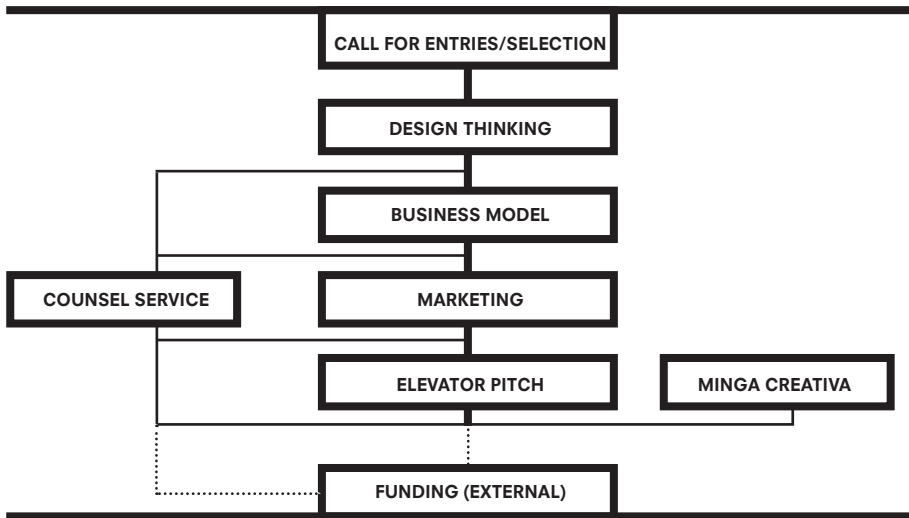 CALL FOR ENTRIES/SELECTION
DESIGN THINKING
BUSINESS MODEL
COUNSEL SERVICE
MARKETING
ELEVATOR PITCH
MINGA CREATIVA
FUNDING (EXTERNAL)